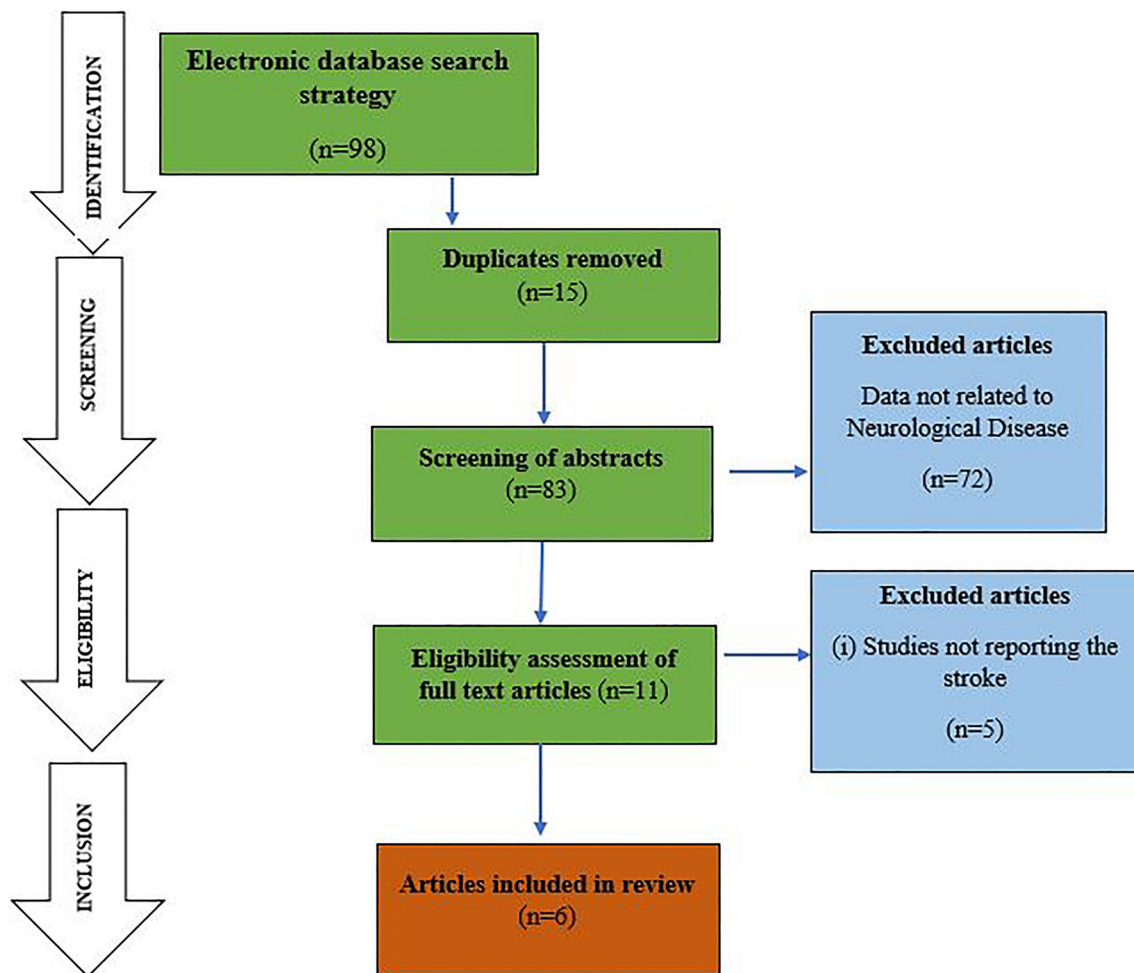 IDENTIFICATION
Electronic database search
strategy
(n=98)
Duplicates removed
(n=15)
SCREENING
Excluded articles
Data not related to
Neurological Disease
(n=72)
Screening of abstracts
(n=83)
ELIGIBILITY
Excluded articles
(i) Studies not reporting the
stroke
(n=5)
Eligibility assessment of
full text articles (n=11)
INCLUSION
Articles included in review
(n=6)